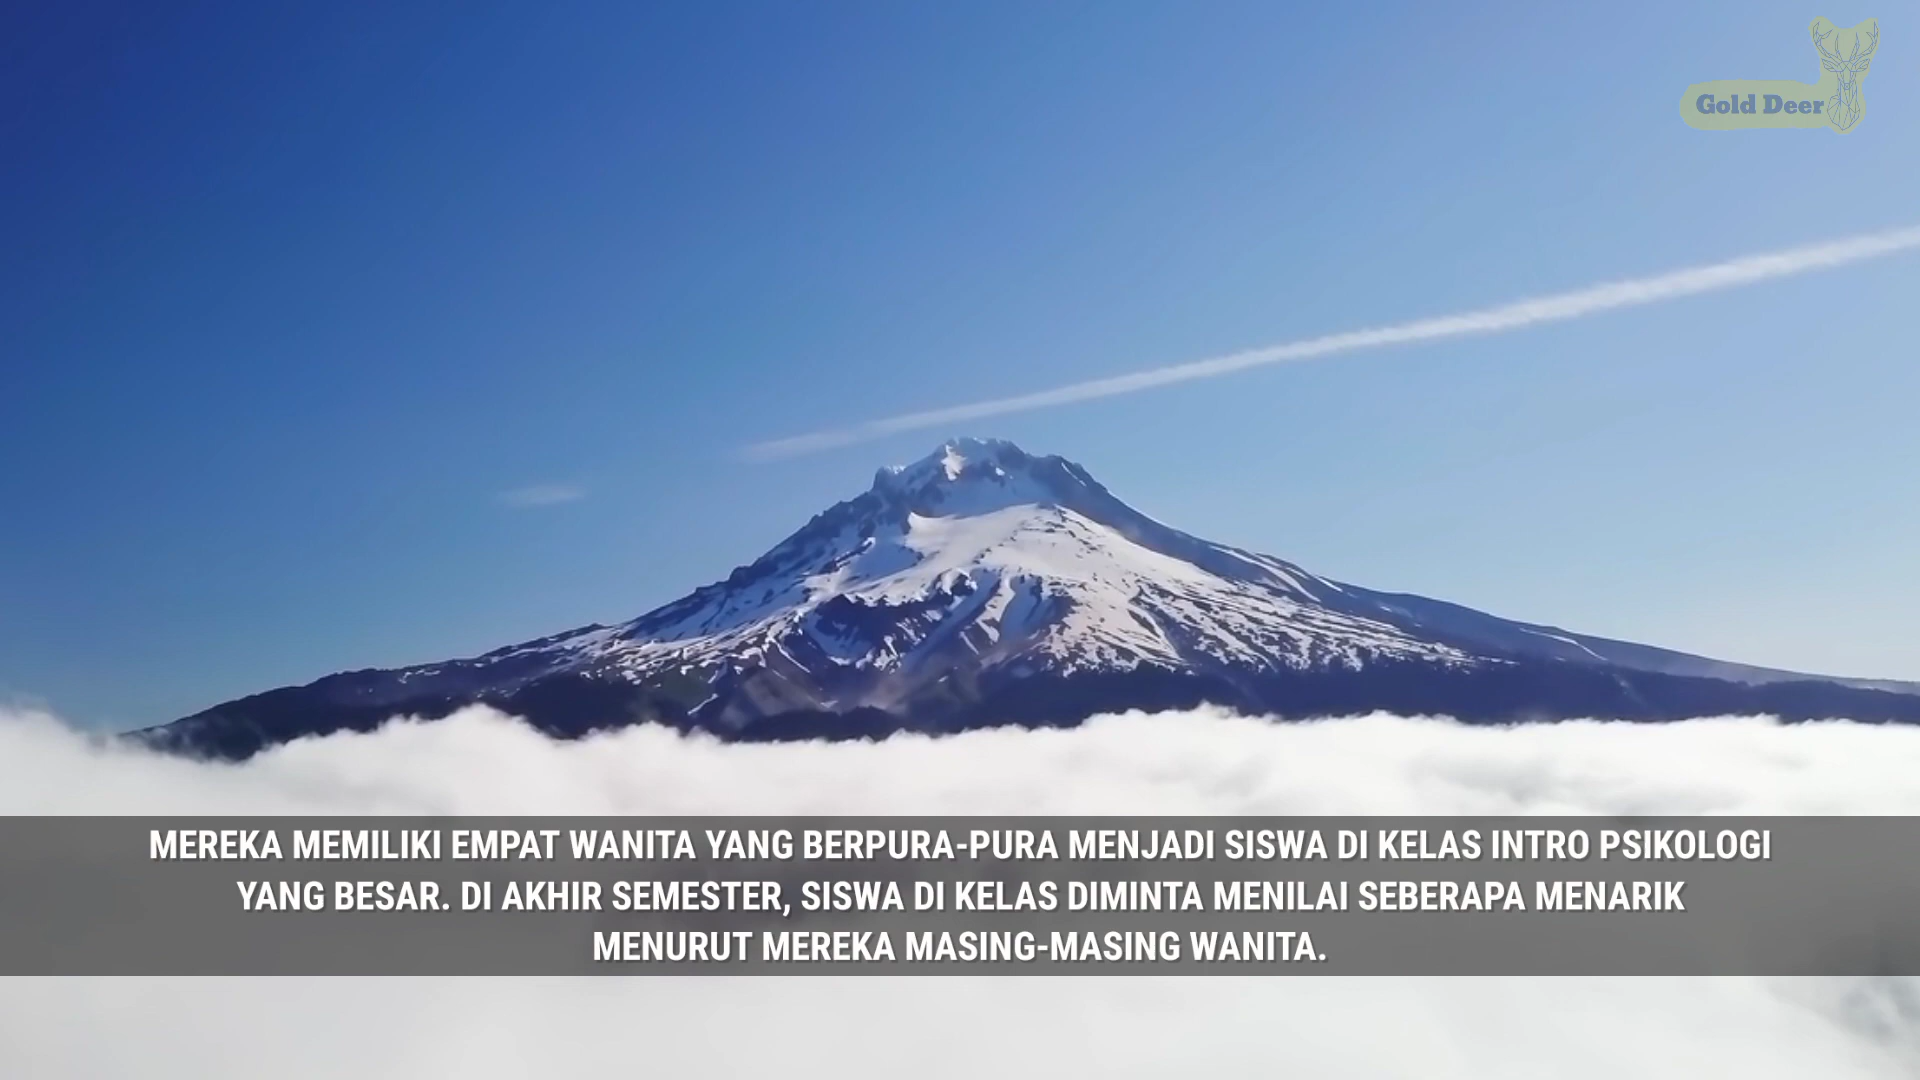 Gold Deer
MEREKA MEMILIKI EMPAT WANITA YANG BERPURA-PURA MENJADI SISWA DI KELAS INTRO PSIKOLOGI
YANG BESAR. DI AKHIR SEMESTER, SISWA DI KELAS DIMINTA MENILAI SEBERAPA MENARIK
MENURUT MEREKA MASING-MASING WANITA.